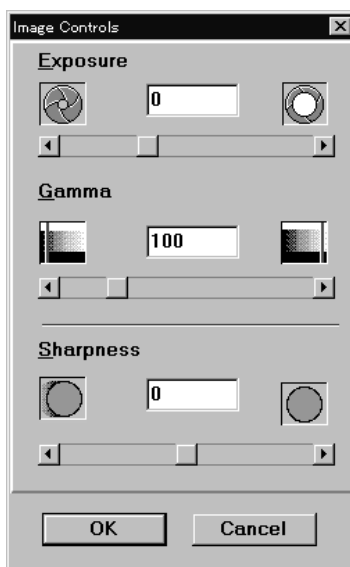 Image Controls
Exposure
0
Gamma
100
Sharpness
0
OK
Cancel